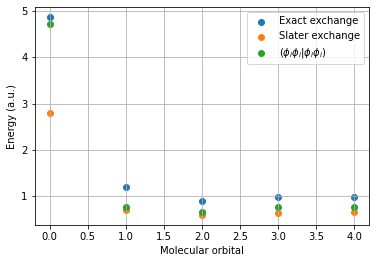 5
4
3
2
1
Energy (a.u.)
Exact exchange
Slater exchange
(ϕᵢϕᵢ|ϕᵢϕᵢ)
0.0 0.5 1.0 1.5 2.0 2.5 3.0 3.5 4.0
Molecular orbital